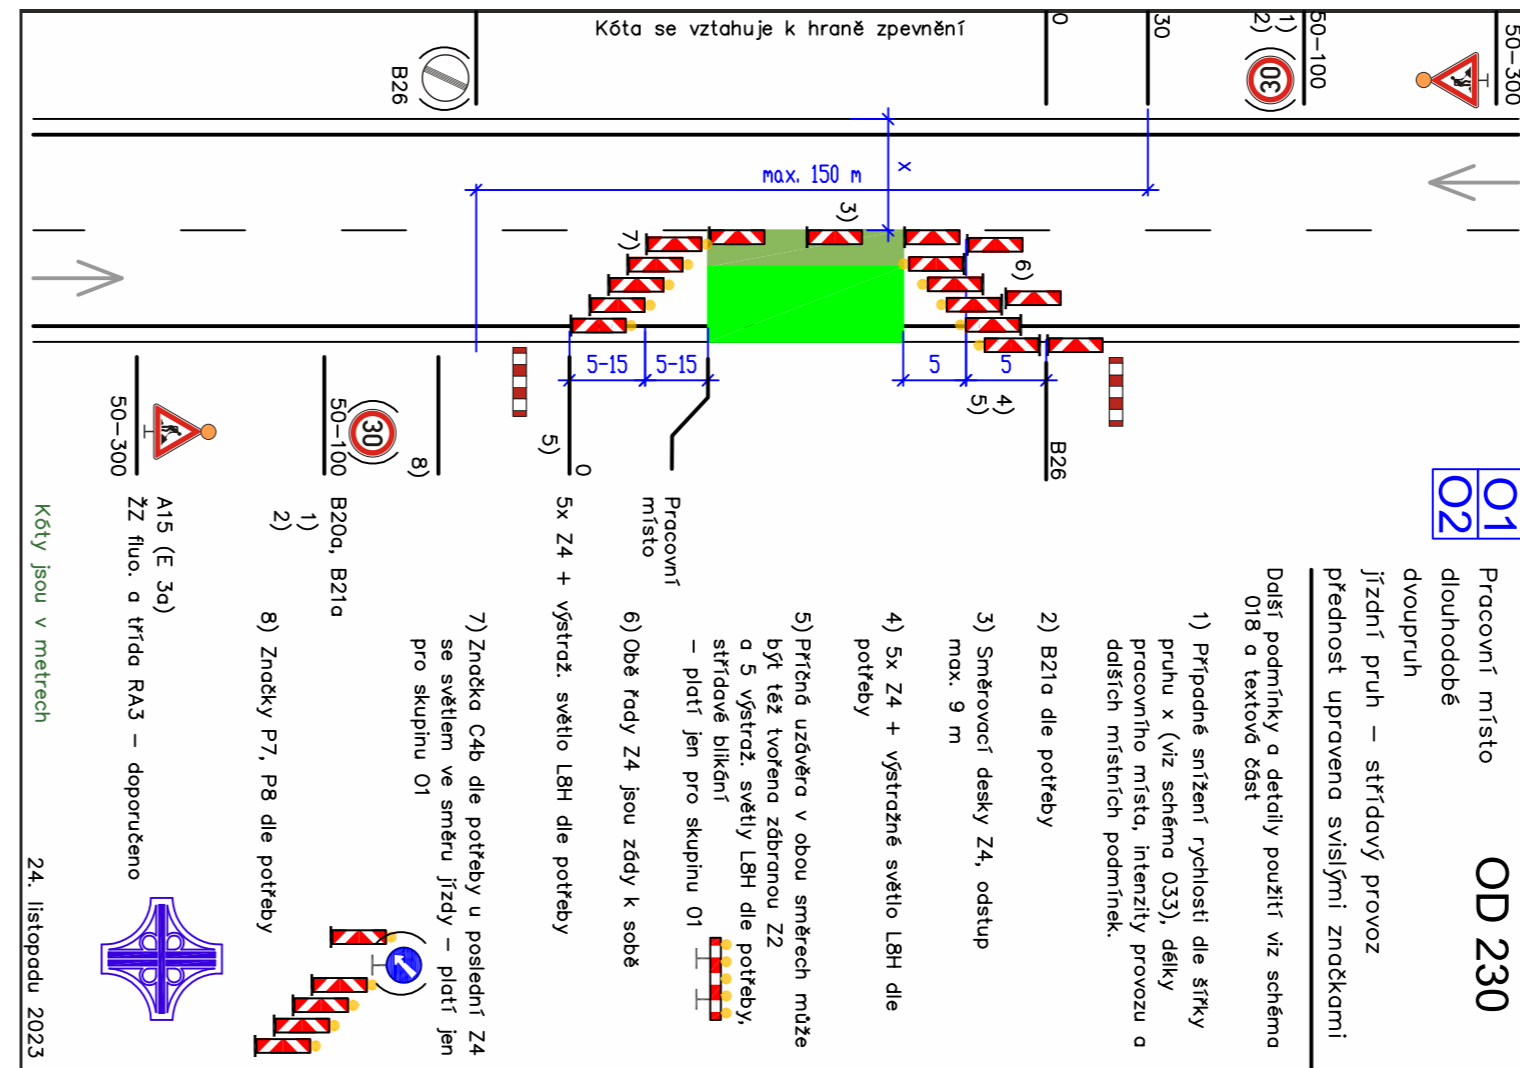 O1
O2
Pracovní místo
dlouhodobé
dvoupruh
jízdní pruh – střídavý provoz
přednost upravena svislými značkami
OD 230
Další podmínky a detaily použití viz schéma
018 a textová část
1) Případné snížení rychlosti dle šířky
pruhu x (viz schéma 033), délky
pracovního místa, intenzity provozu a
dalších místních podmínek.
2) B21a dle potřeby
3) Směrovací desky Z4, odstup
max. 9 m
4) 5x Z4 + výstražné světlo L8H dle
potřeby
5) Příčná uzávěra v obou směrech může
být též tvořena zábranou Z2
a 5 výstraž. světly L8H dle potřeby,
střídavé blikání
– platí jen pro skupinu 01
6) Obě řady Z4 jsou zády k sobě
7) Značka C4b dle potřeby u poslední Z4
se světlem ve směru jízdy – platí jen
pro skupinu 01
8) Značky P7, P8 dle potřeby
50–300
50–100
1)
2)
30
30
0
Kóta se vztahuje k hraně zpevnění
B26
x
max. 150 m
3)
7)
6)
5-15
5-15
5
5
4)
5)
B26
Pracovní
místo
0
5)
5x Z4 + výstraž. světlo L8H dle potřeby
8)
30
50–100
B20a, B21a
1)
2)
50–300
A15 (E 3a)
ŽZ fluo. a třída RA3 – doporučeno
Kóty jsou v metrech
24. listopadu 2023